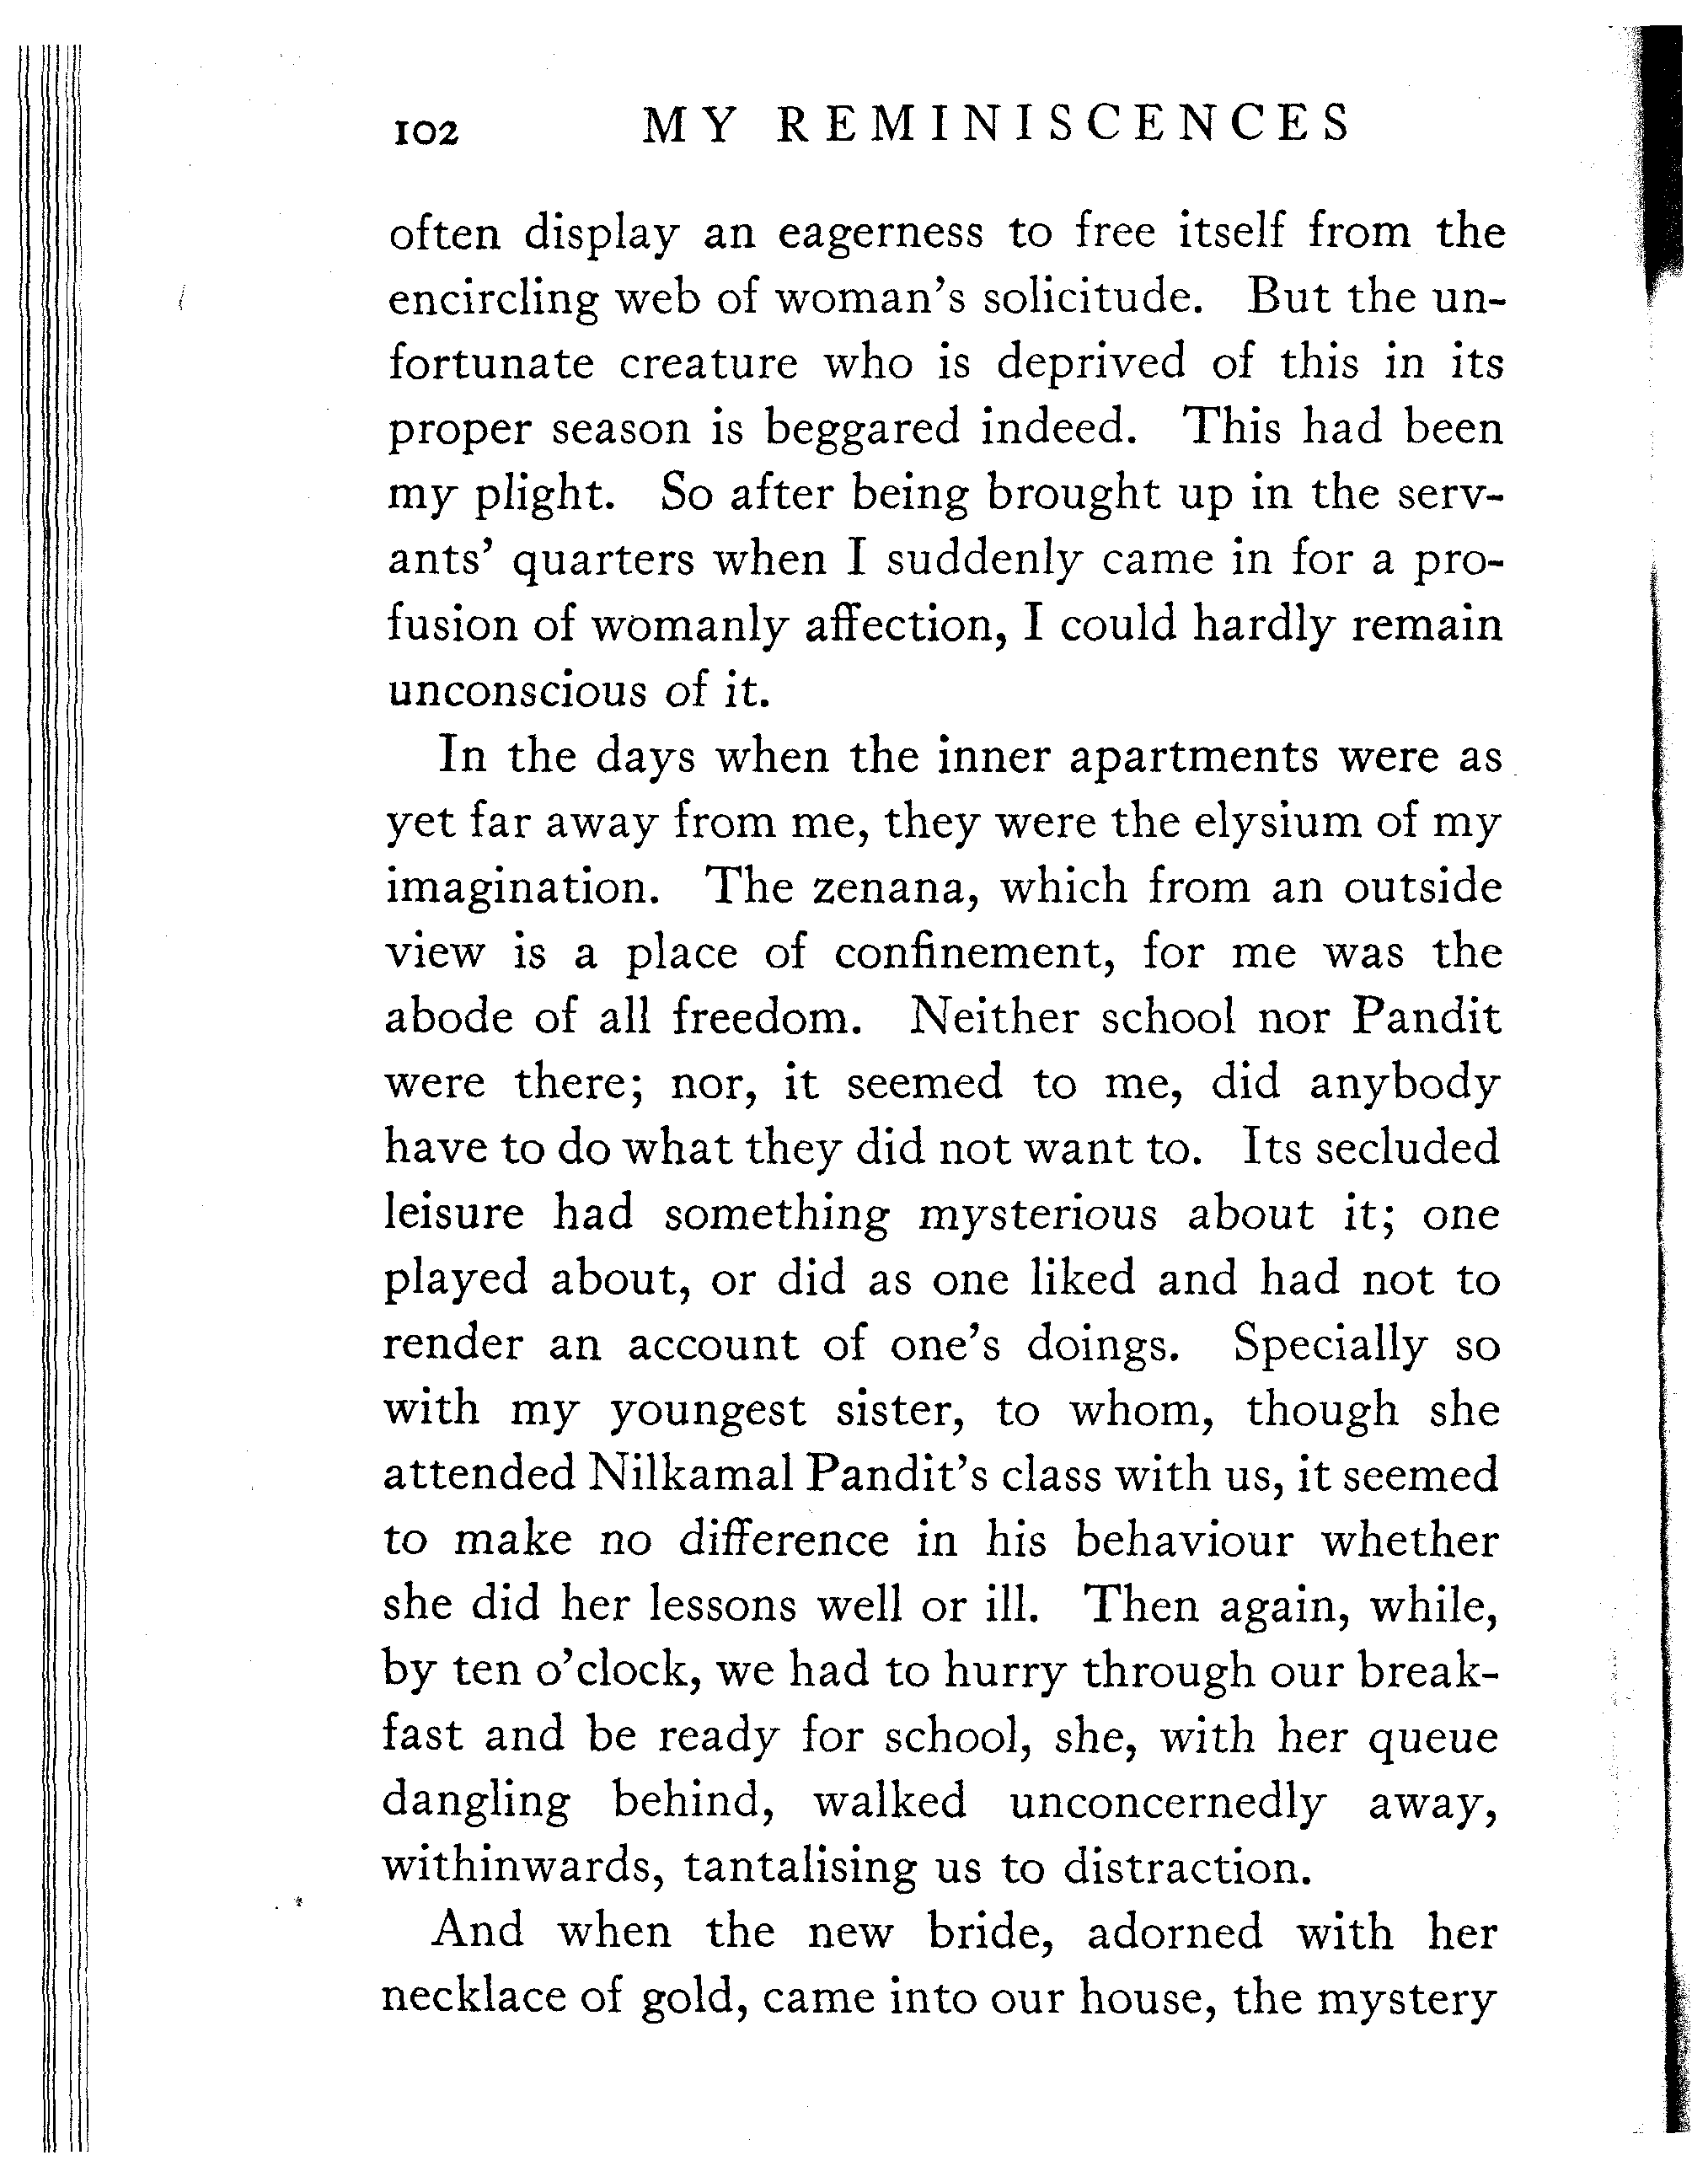 102 MY REMINISCENCES
often display an eagerness to free itself from the
encircling web of woman's solicitude. But the un-
fortunate creature who is deprived of this in its
proper season is beggared indeed. This had been
my plight. So after being brought up in the serv-
ants' quarters when I suddenly came in for a pro-
fusion of womanly affection, I could hardly remain
unconscious of it.
In the days when the inner apartments were as
yet far away from me, they were the elysium of my
imagination. The zenana, which from an outside
view is a place of confinement, for me was the
abode of all freedom. Neither school nor Pandit
were there; nor, it seemed to me, did anybody
have to do what they did not want to. Its secluded
leisure had something mysterious about it; one
played about, or did as one liked and had not to
render an account of one's doings. Specially so
with my youngest sister, to whom, though she
attended Nilkamal Pandit's class with us, it seemed
to make no difference in his behaviour whether
she did her lessons well or ill. Then again, while,
by ten o'clock, we had to hurry through our break-
fast and be ready for school, she, with her queue
dangling behind, walked unconcernedly away,
withinwards, tantalising us to distraction.
And when the new bride, adorned with her
necklace of gold, came into our house, the mystery